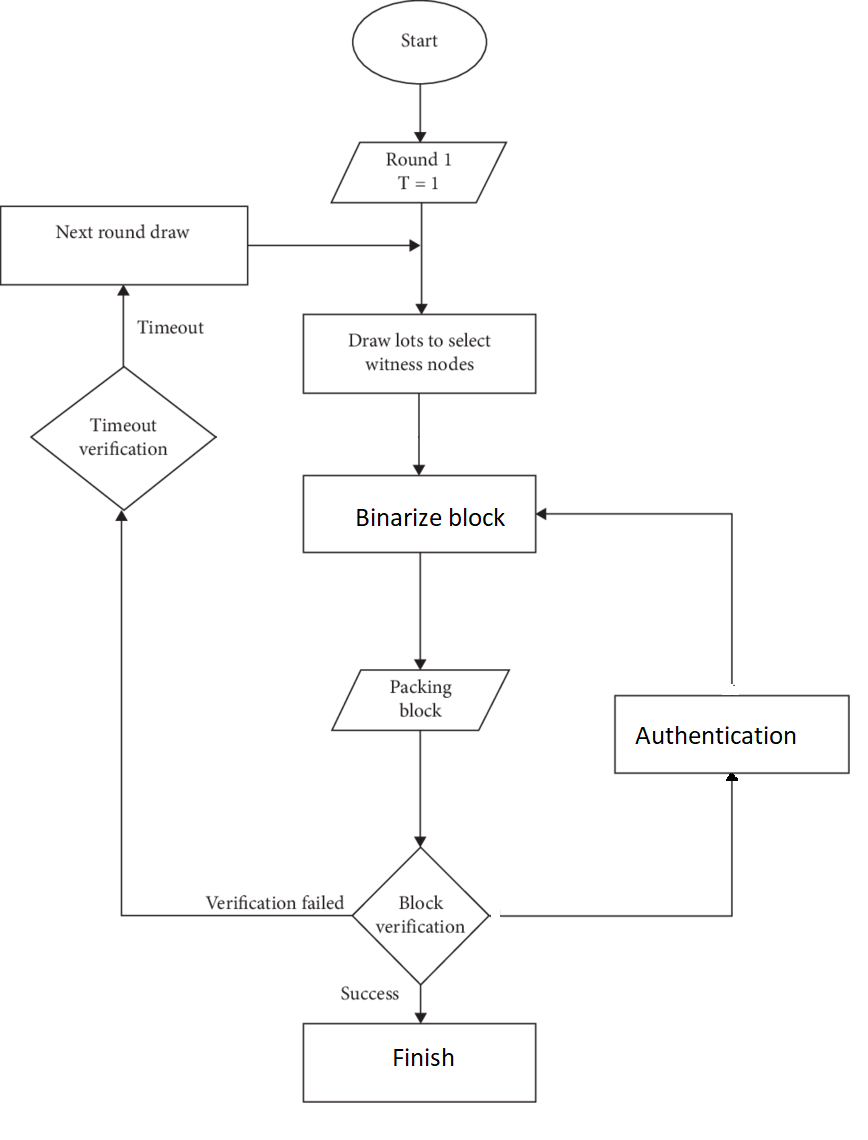 Start
Round 1
T = 1
Next round draw
Timeout
Draw lots to select
witness nodes
Timeout
verification
Binarize block
Packing
block
Authentication
Verification failed
Block
verification
Success
Finish